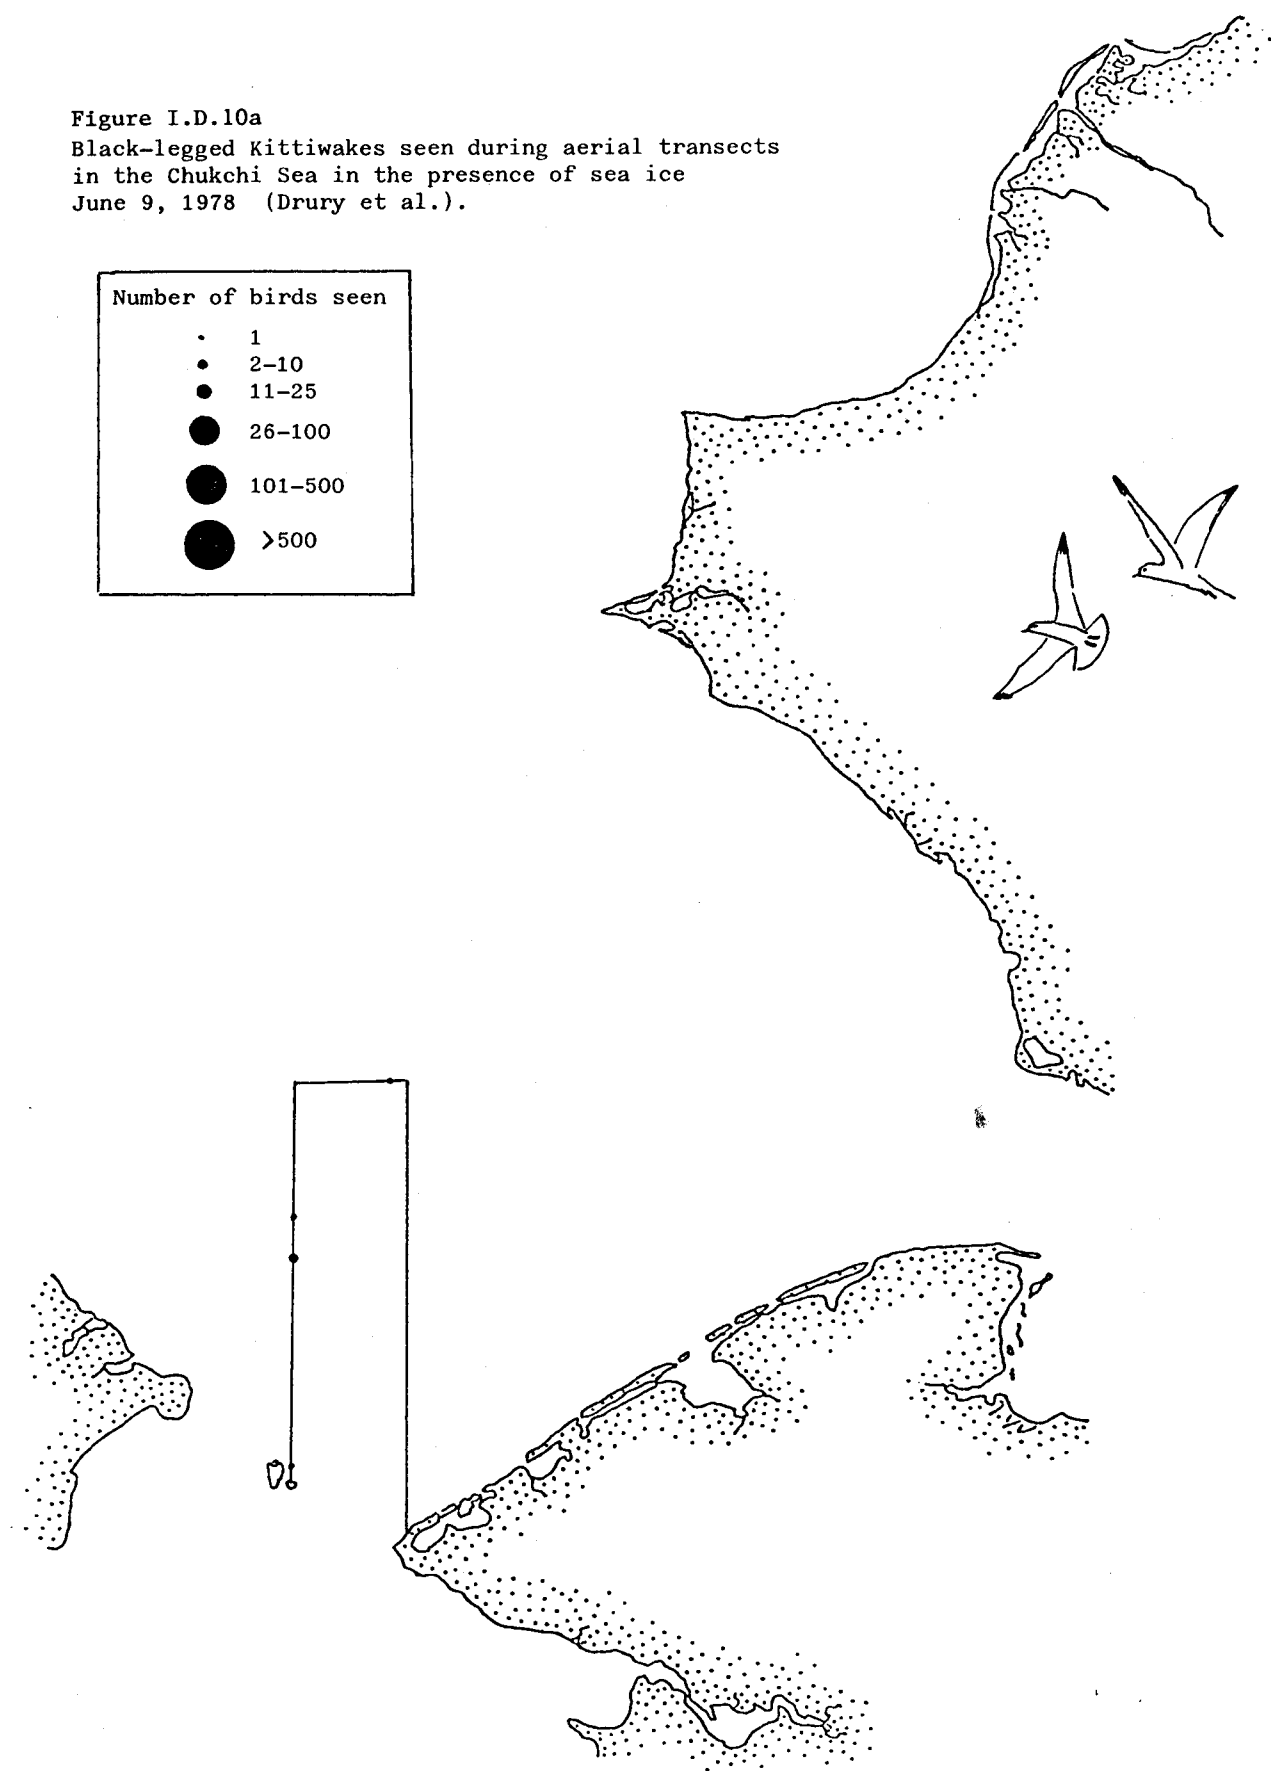 Figure I.D.10a
Black-legged Kittiwakes seen during aerial transects
in the Chukchi Sea in the presence of sea ice
June 9, 1978 (Drury et al.).
Number of birds seen
1
2-10
11-25
26-100
101-500
>500